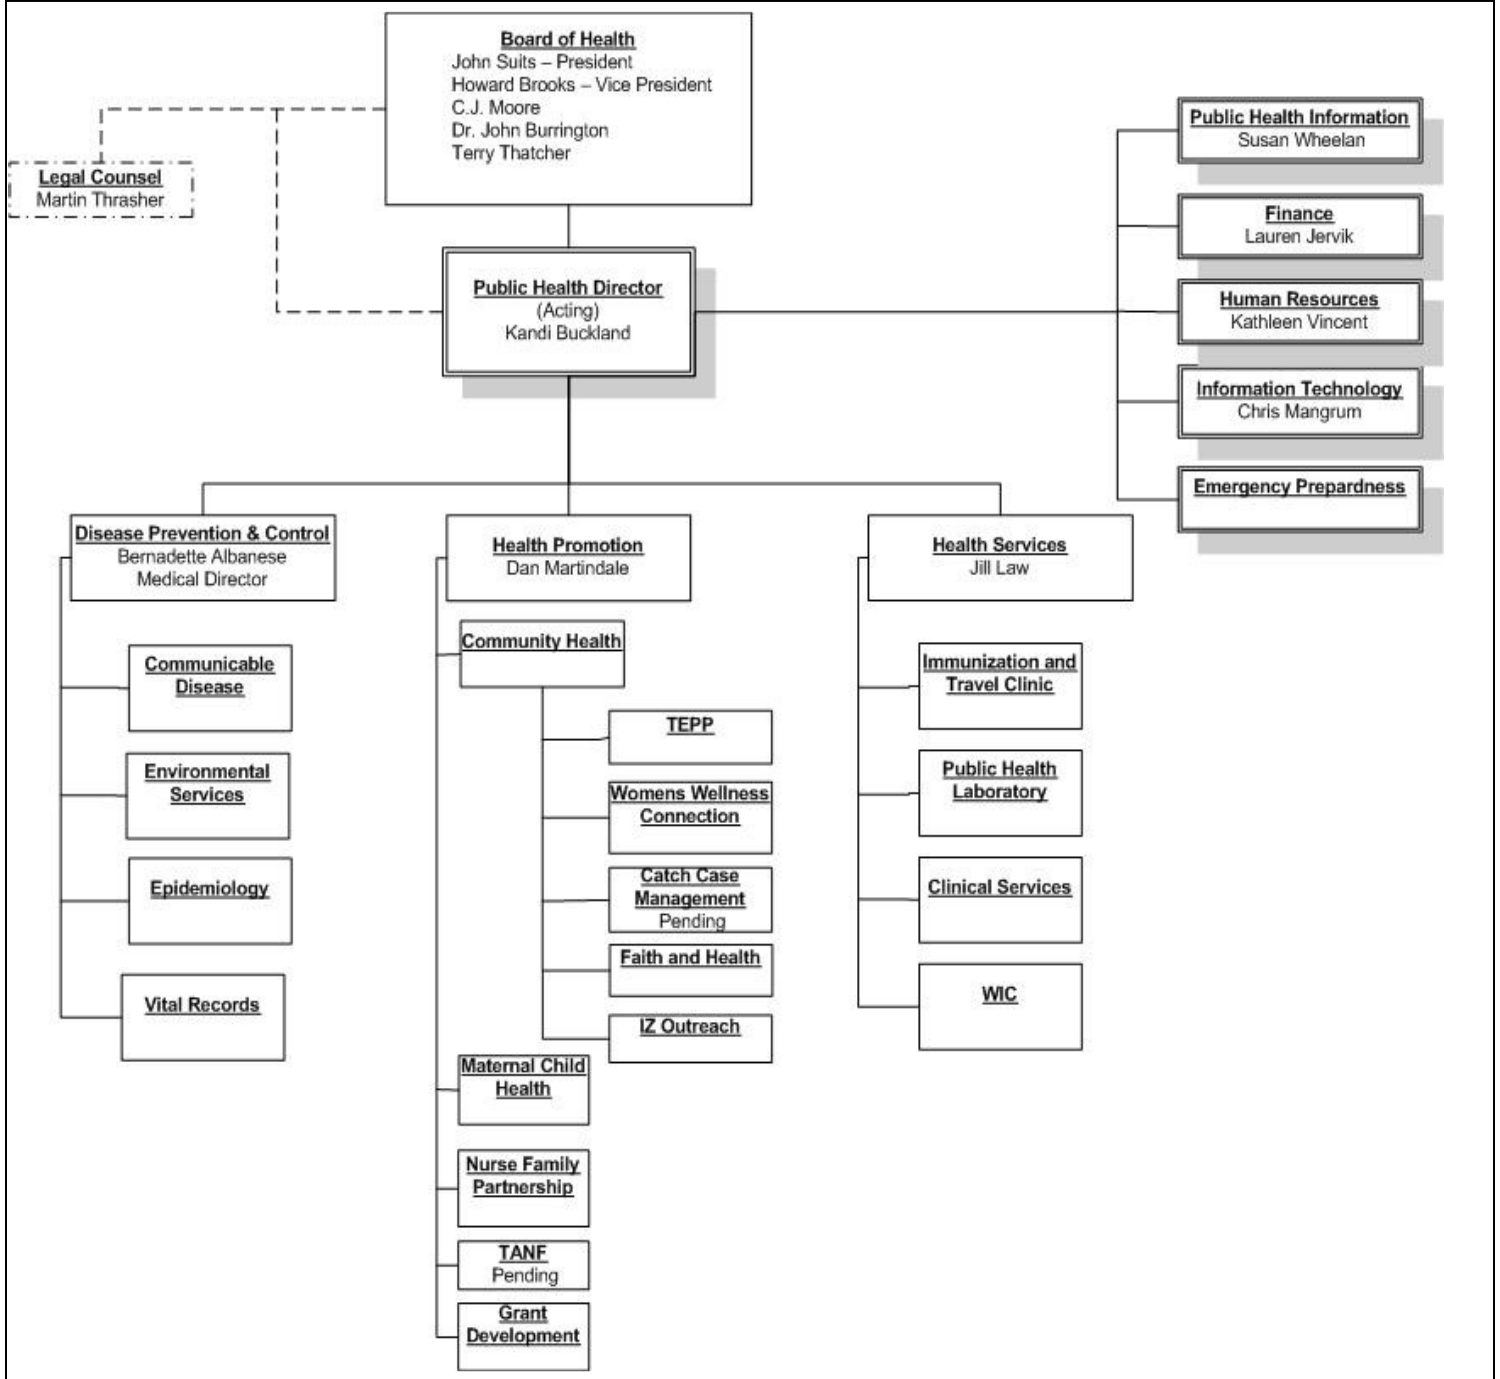 Board of Health
John Suits – President
Howard Brooks – Vice President
C.J. Moore
Dr. John Burrington
Terry Thatcher
Legal Counsel
Martin Thrasher
Public Health Director
(Acting)
Kandi Buckland
Public Health Information
Susan Wheelan
Finance
Lauren Jervik
Human Resources
Kathleen Vincent
Information Technology
Chris Mangrum
Emergency Prepardness
Disease Prevention & Control
Bernadette Albanese
Medical Director
Communicable
Disease
Environmental
Services
Epidemiology
Vital Records
Health Promotion
Dan Martindale
Community Health
TEPP
Womens Wellness
Connection
Catch Case
Management
Pending
Faith and Health
IZ Outreach
Maternal Child
Health
Nurse Family
Partnership
TANF
Pending
Grant
Development
Health Services
Jill Law
Immunization and
Travel Clinic
Public Health
Laboratory
Clinical Services
WIC